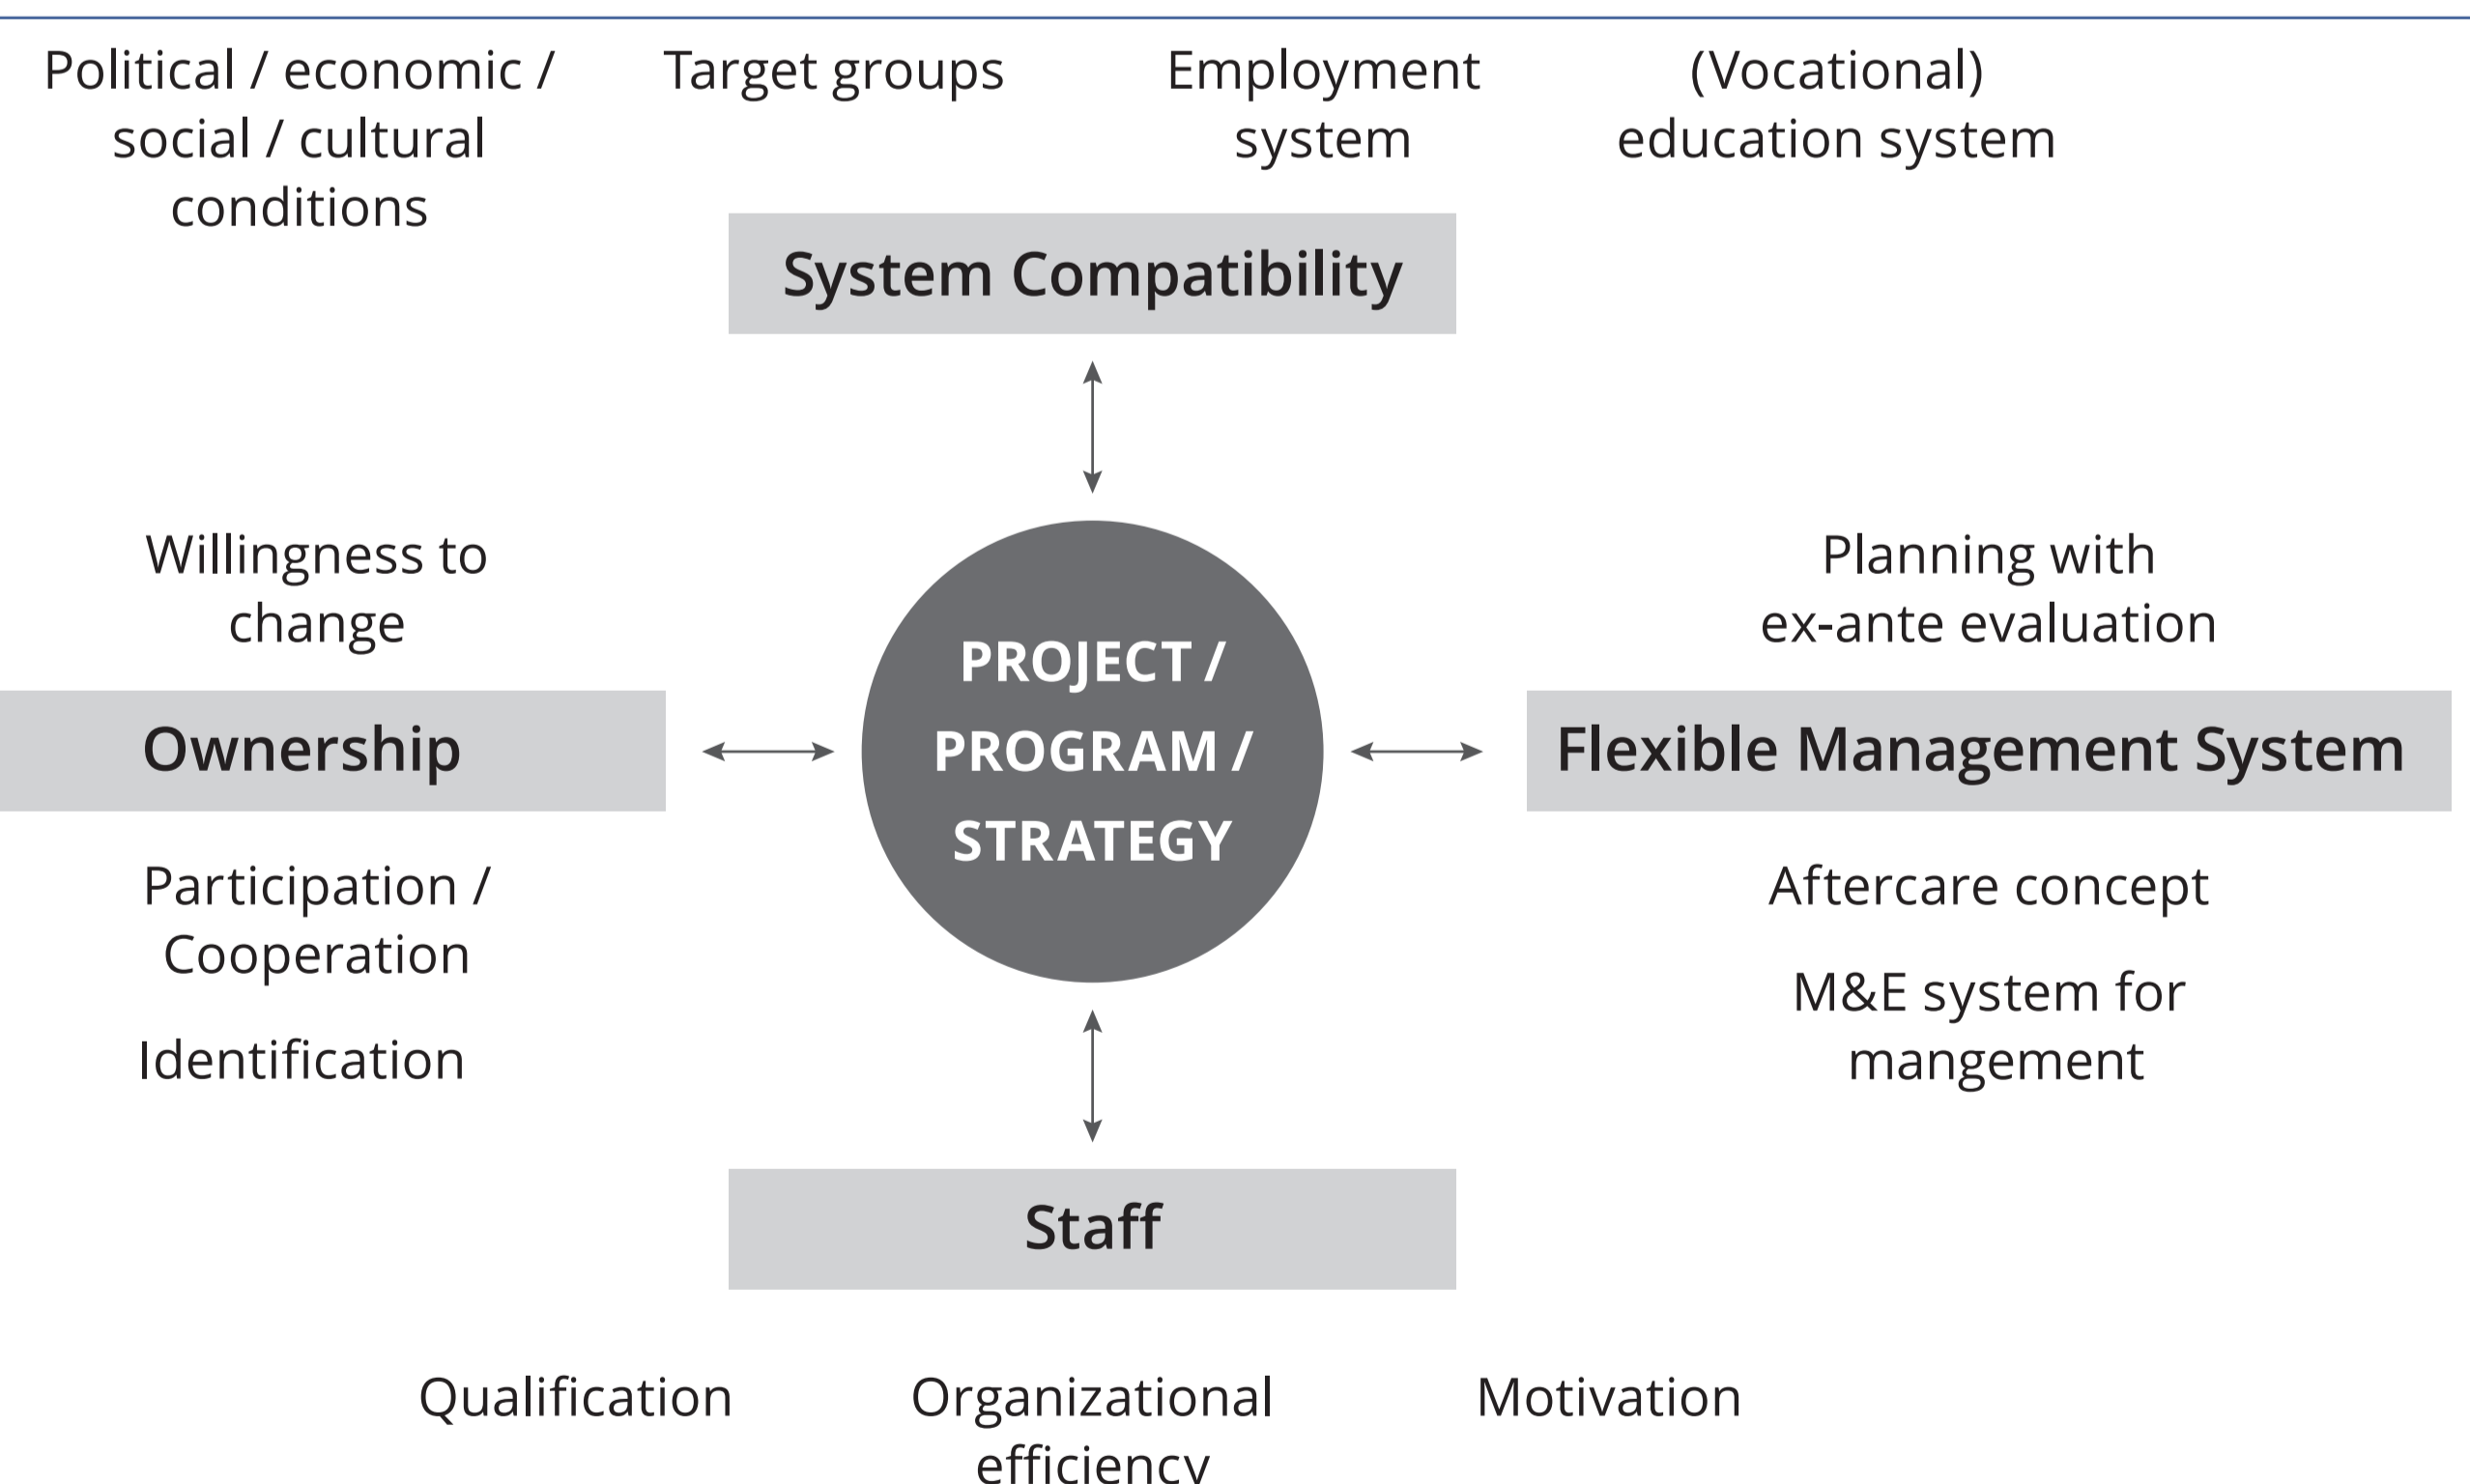 Political / economic /
social / cultural
conditions
Target groups
Employment
system
(Vocational)
education system
System Compatibility
Willingness to
change
Planning with
ex-ante evaluation
Ownership
PROJECT /
PROGRAM /
STRATEGY
Flexible Management System
Participation /
Cooperation
Identification
Aftercare concept
M&E system for
mangement
Staff
Qualification
Organizational
efficiency
Motivation